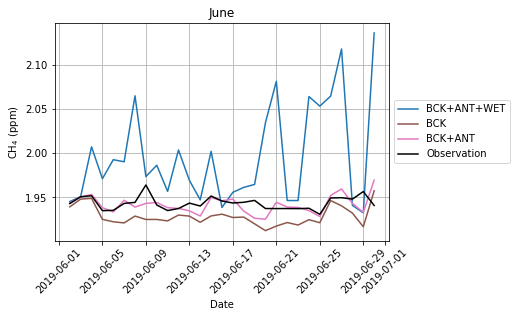 June
CH4 (ppm)
2.10
2.05
2.00
1.95
BCK+ANT+WET
BCK
BCK+ANT
Observation
2019-06-01
2019-06-05
2019-06-09
2019-06-13
2019-06-17
2019-06-21
2019-06-25
2019-06-29
2019-07-01
Date